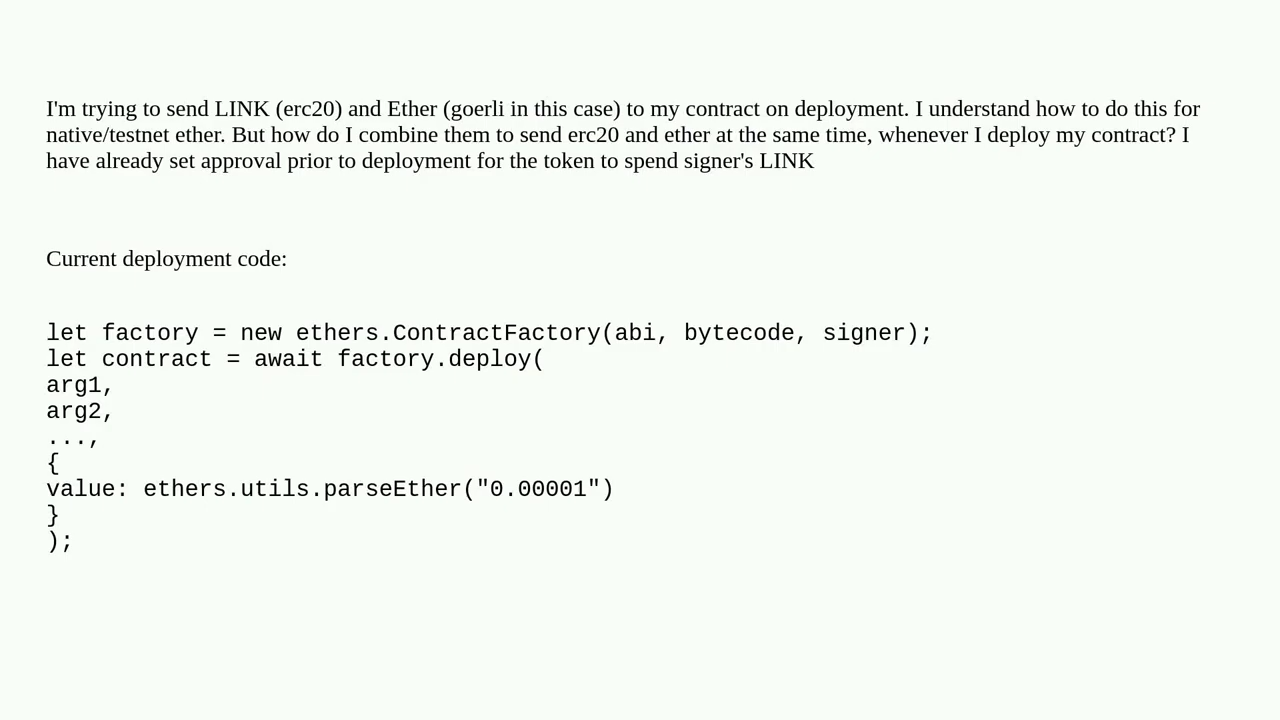 I'm trying to send LINK (erc20) and Ether (goerli in this case) to my contract on deployment. I understand how to do this for
native/testnet ether. But how do I combine them to send erc20 and ether at the same time, whenever I deploy my contract? I
have already set approval prior to deployment for the token to spend signer's LINK
Current deployment code:
let factory = new ethers.ContractFactory(abi, bytecode, signer);
let contract = await factory.deploy(
arg1,
arg2,
...,
{
value: ethers.utils.parseEther("0.00001")
}
);